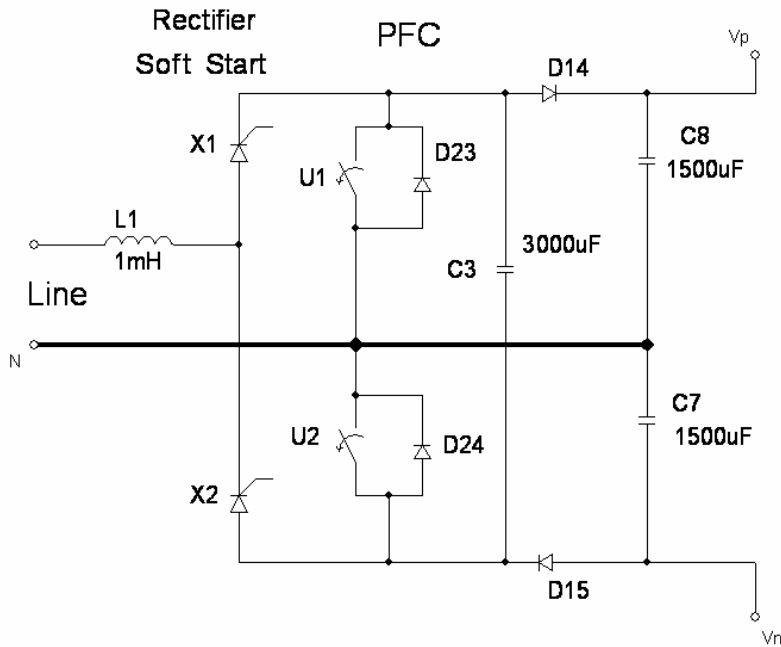 Rectifier
Soft Start
PFC
Vp
D14
X1
D23
C8
1500uF
U1
L1
1mH
3000uF
C3
Line
N
C7
1500uF
U2
D24
X2
D15
Vn